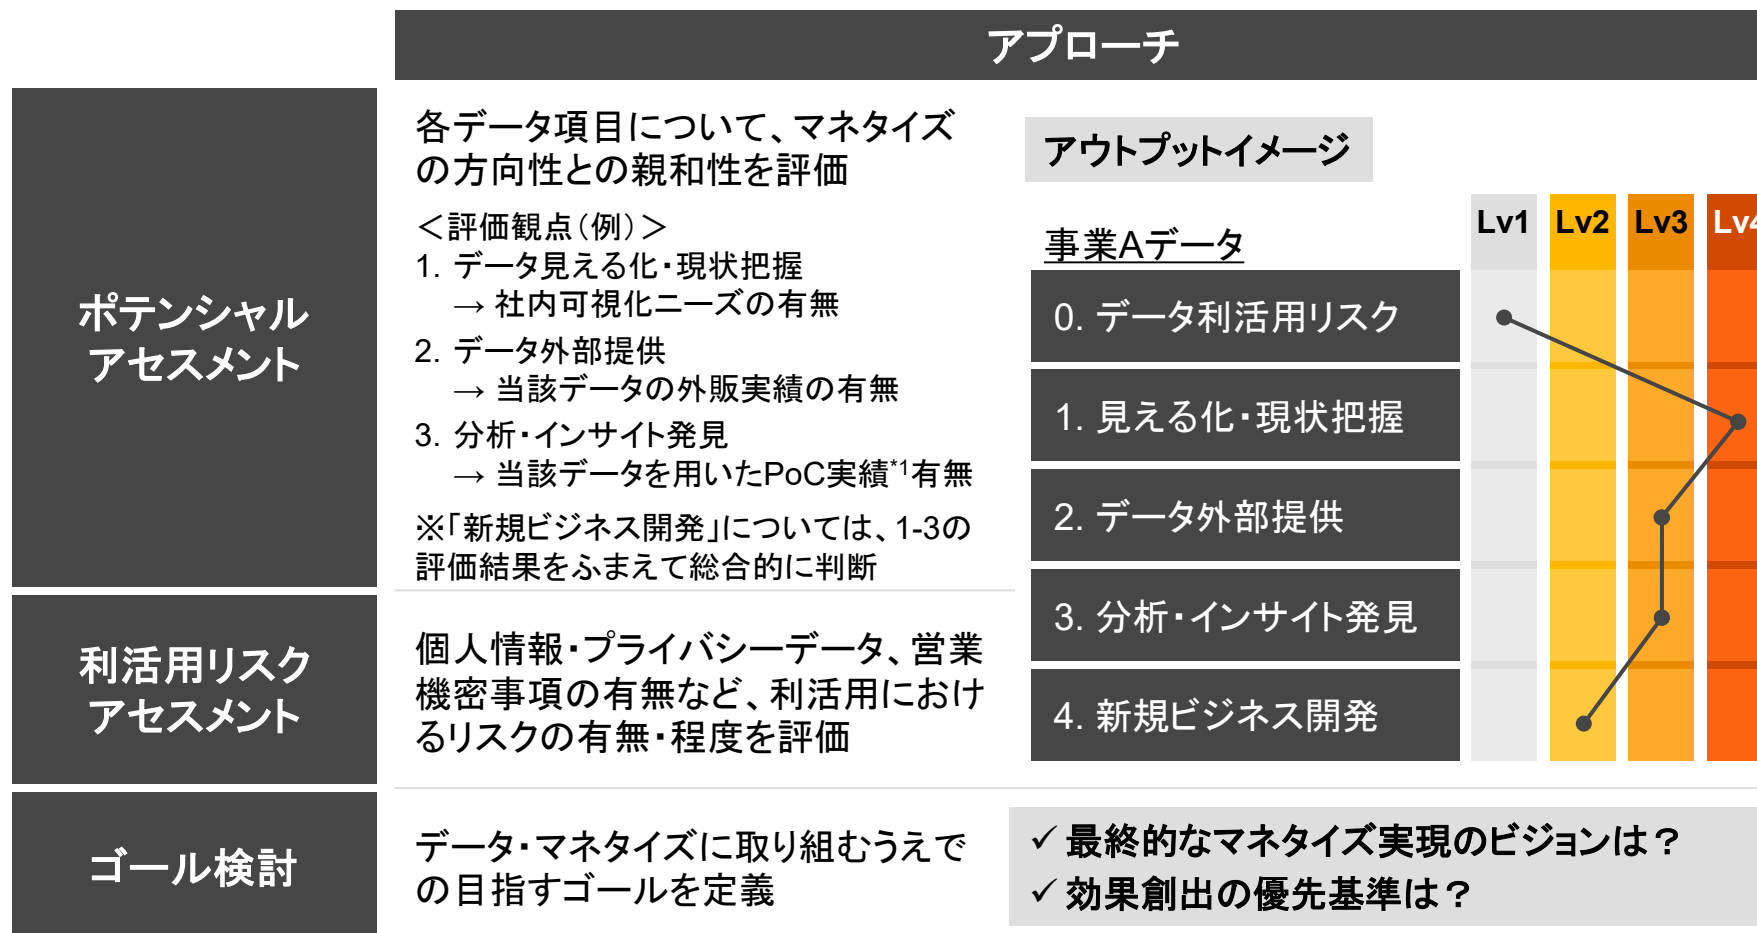 アプローチ
ポテンシャル
アセスメント
各データ項目について、マネタイズ
の方向性との親和性を評価
＜評価観点（例）＞
1. データ見える化・現状把握
→ 社内可視化ニーズの有無
2. データ外部提供
→ 当該データの外販実績の有無
3. 分析・インサイト発見
→ 当該データを用いたPoC実績*1有無
※「新規ビジネス開発」については、1-3の
評価結果をふまえて総合的に判断
アウトプットイメージ
事業Aデータ
Lv1 Lv2 Lv3 Lv4
0. データ利活用リスク
1. 見える化・現状把握
2. データ外部提供
3. 分析・インサイト発見
4. 新規ビジネス開発
利活用リスク
アセスメント
個人情報・プライバシーデータ、営業
機密事項の有無など、利活用におけ
るリスクの有無・程度を評価
ゴール検討
データ・マネタイズに取り組むうえで
の目指すゴールを定義
✓ 最終的なマネタイズ実現のビジョンは？
✓ 効果創出の優先基準は？